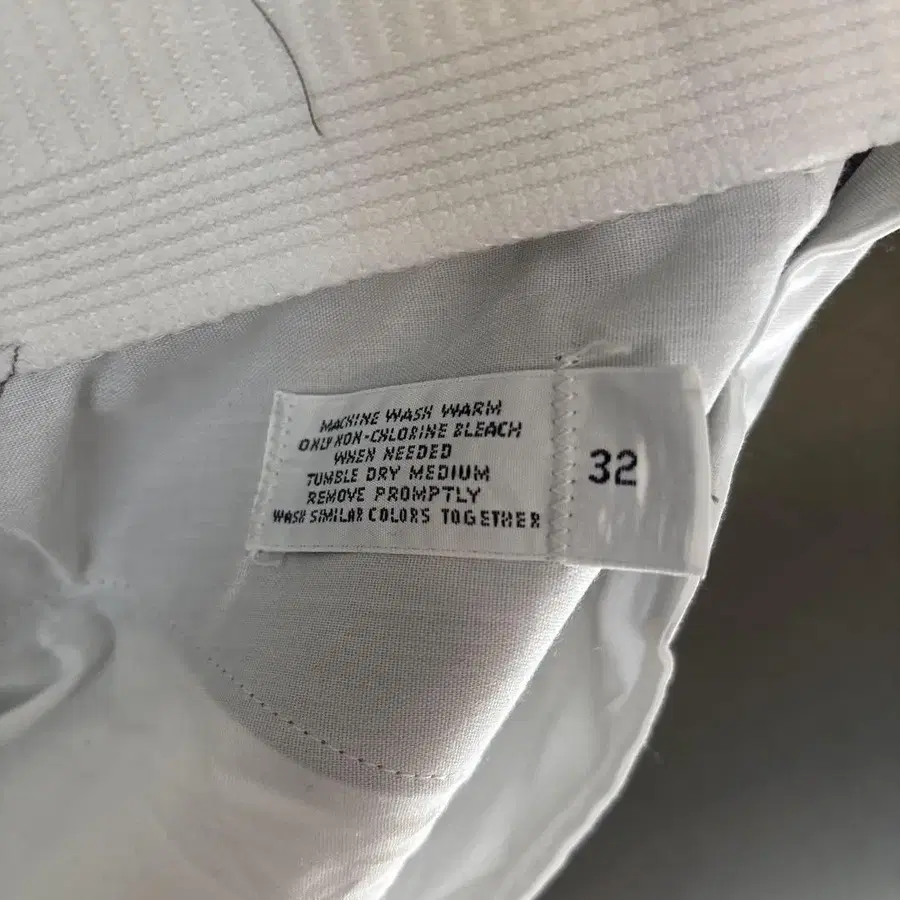 MACHINE WASH WARM
ONLY NON-CHLORINE BLEACH
WHEN NEEDED
TUMBLE DRY MEDIUM
REMOVE PROMPTLY
WASH SIMILAR COLORS TOGETHER
32